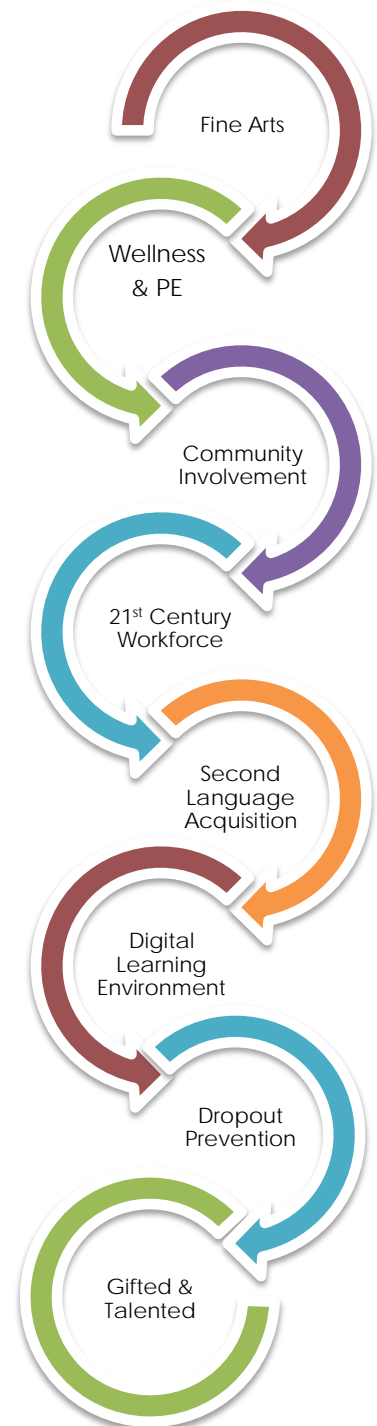 Fine Arts
Wellness
& PE
Community
Involvement
21st Century
Workforce
Second
Language
Acquisition
Digital
Learning
Environment
Dropout
Prevention
Gifted &
Talented